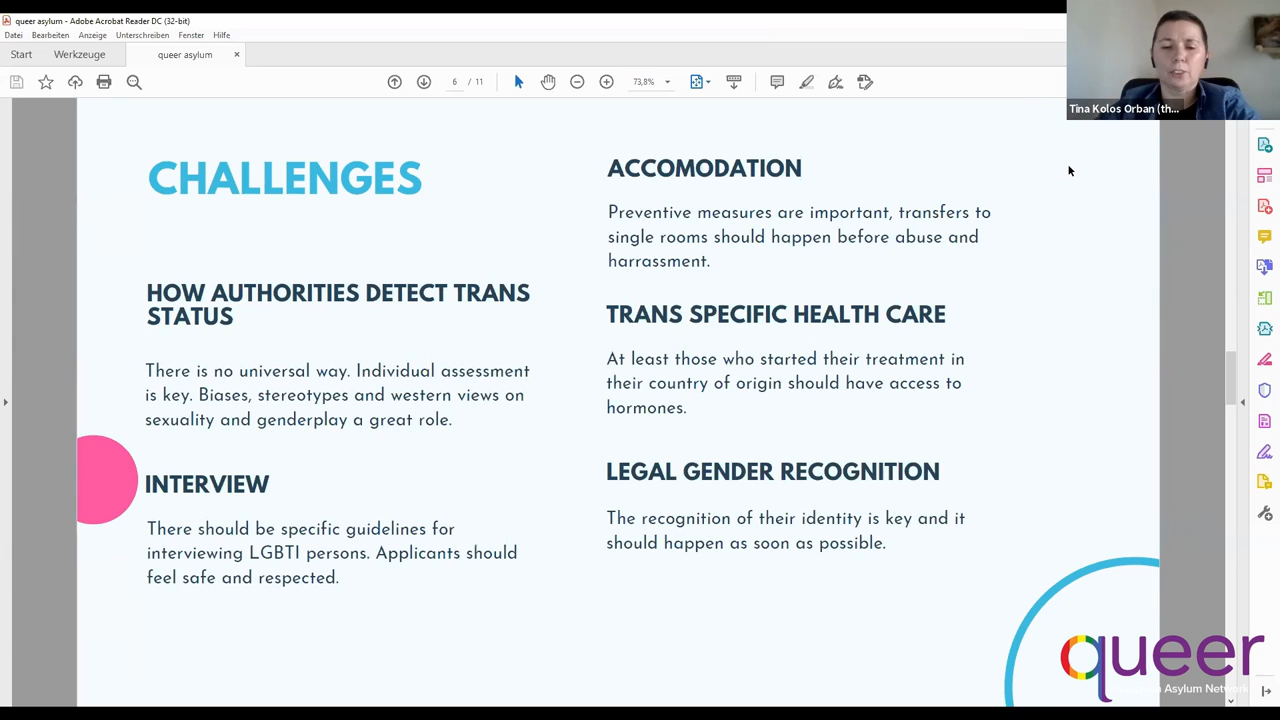 queer asylum - Adobe Acrobat Reader DC (32-bit)
Datei Bearbeiten Anzeige Unterschreiben Fenster Hilfe
Start Werkzeuge queer asylum ×
6 / 11 73,8%
Tina Kolos Orban (th...
CHALLENGES
HOW AUTHORITIES DETECT TRANS
STATUS
There is no universal way. Individual assessment
is key. Biases, stereotypes and western views on
sexuality and genderplay a great role.
INTERVIEW
There should be specific guidelines for
interviewing LGBTI persons. Applicants should
feel safe and respected.
ACCOMODATION
Preventive measures are important, transfers to
single rooms should happen before abuse and
harrassment.
TRANS SPECIFIC HEALTH CARE
At least those who started their treatment in
their country of origin should have access to
hormones.
LEGAL GENDER RECOGNITION
The recognition of their identity is key and it
should happen as soon as possible.
queer
Asylum Network